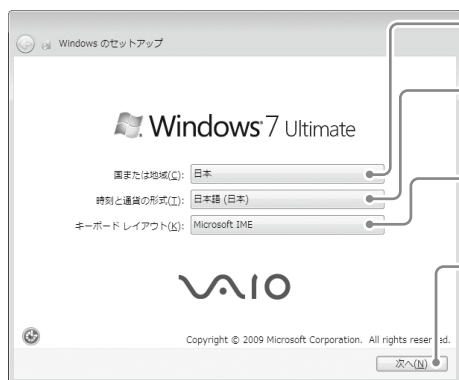 Windows のセットアップ
Windows 7 Ultimate
国または地域(C): 日本
時刻と通貨の形式(T): 日本語 (日本)
キーボード レイアウト(K): Microsoft IME
VAIO
Copyright © 2009 Microsoft Corporation. All rights reserved.
次へ(N)